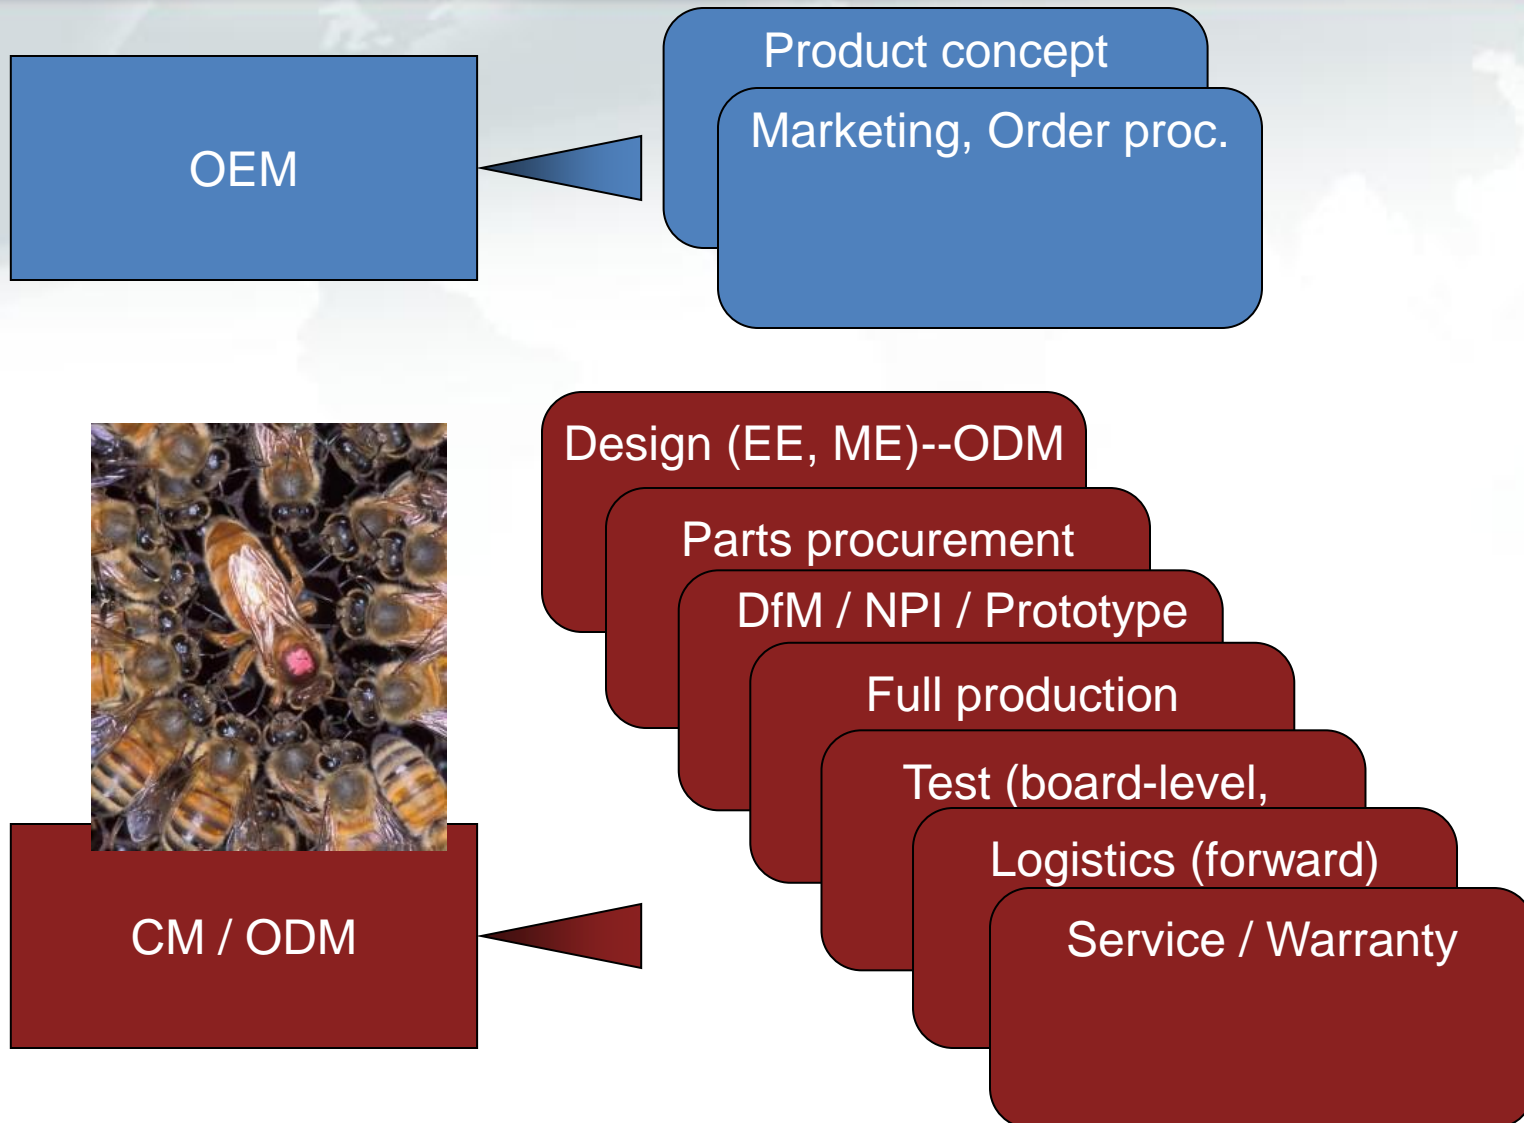 Product concept
Marketing, Order proc.
OEM
Design (EE, ME)--ODM
Parts procurement
DfM / NPI / Prototype
Full production
Test (board-level,
Logistics (forward)
Service / Warranty
CM / ODM